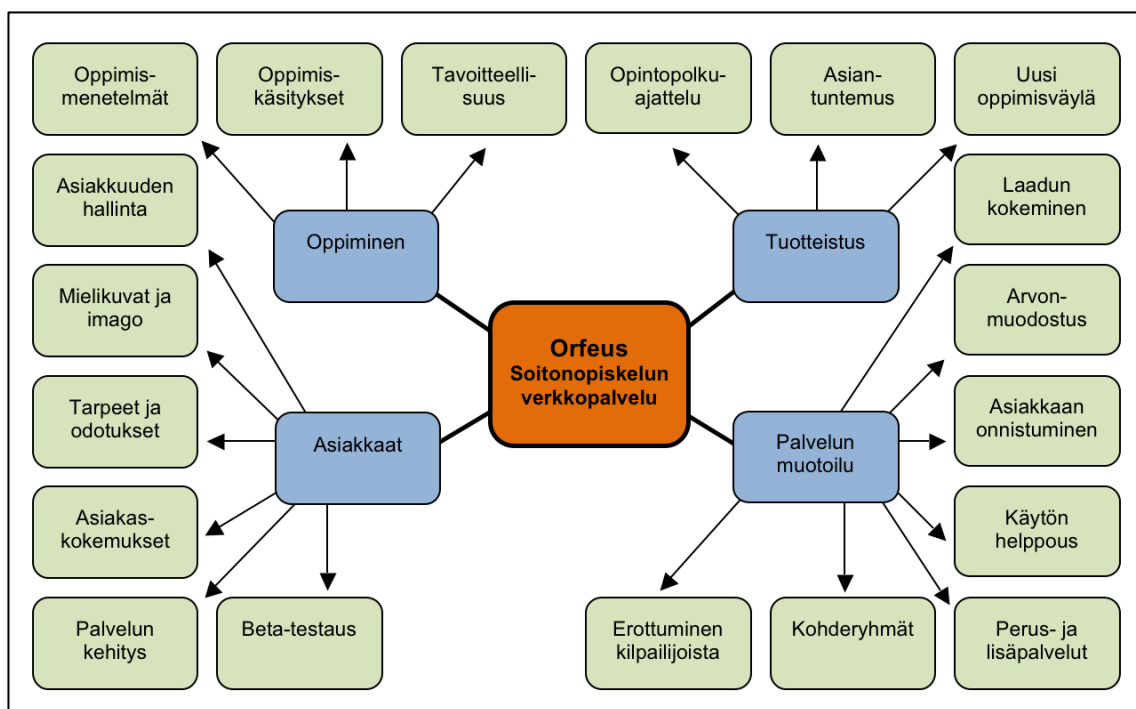 Oppimis-
menetelmät
Oppimis-
käsitykset
Tavoitteelli-
suus
Opintopolku-
ajattelu
Asian-
tuntemus
Uusi
oppimisväylä
Asiakkuuden
hallinta
Laadun
kokeminen
Oppiminen
Tuotteistus
Mielikuvat ja
imago
Arvon-
muodostus
Orfeus
Soitonopiskelun
verkkopalvelu
Tarpeet ja
odotukset
Asiakkaat
Palvelun
muotoilu
Asiakkaan
onnistuminen
Asiakas-
kokemukset
Käytön
helppous
Palvelun
kehitys
Beta-testaus
Erottuminen
kilpailijoista
Kohderyhmät
Perus- ja
lisäpalvelut